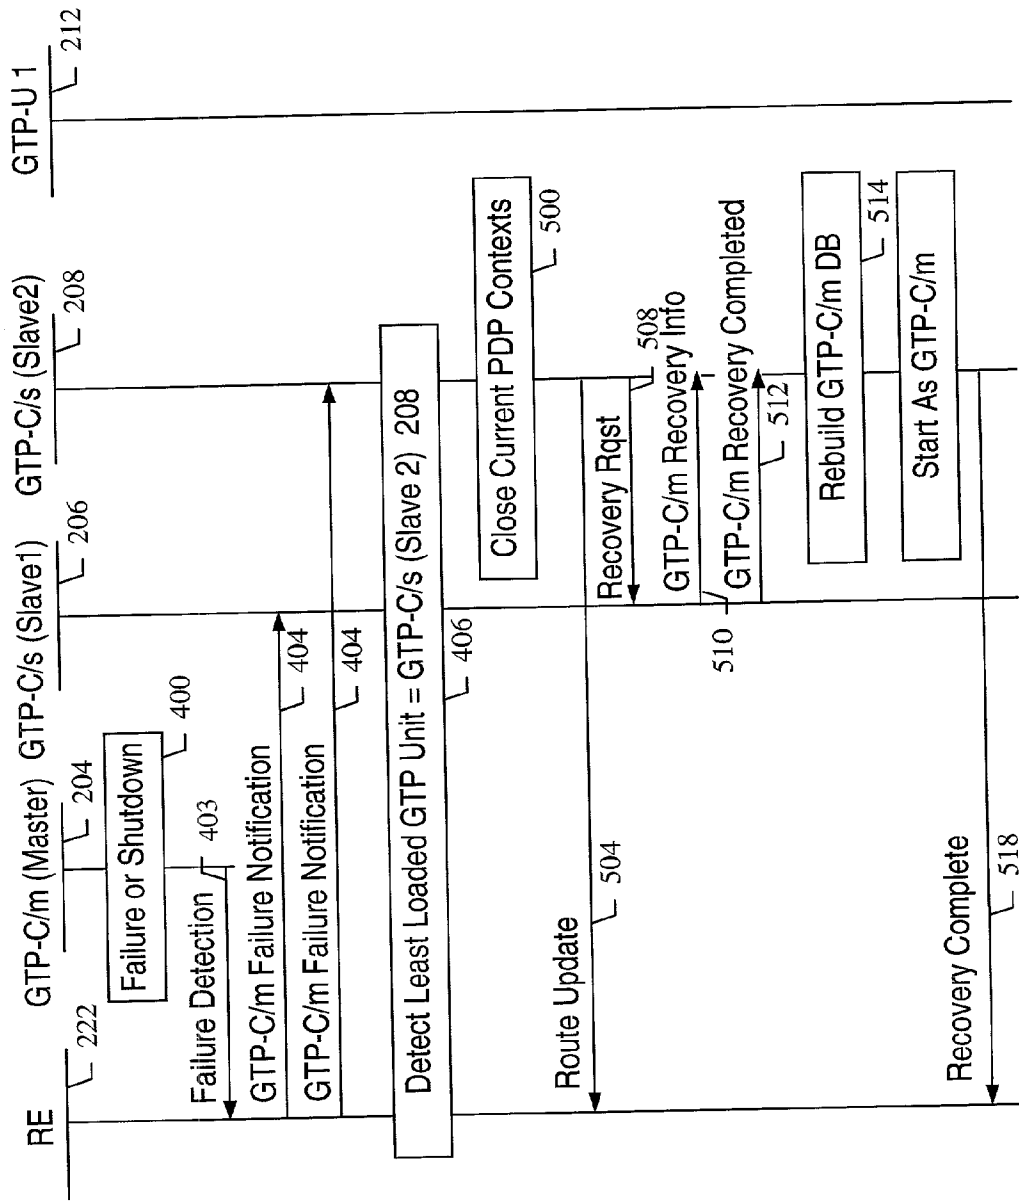 RE
222
GTP-C/m (Master)
204
GTP-C/s (Slave1)
206
GTP-C/s (Slave2)
208
GTP-U 1
212
Failure or Shutdown
400
Failure Detection
403
GTP-C/m Failure Notification
404
GTP-C/m Failure Notification
404
Detect Least Loaded GTP Unit = GTP-C/s (Slave 2) 208
406
Close Current PDP Contexts
500
Route Update
504
Recovery Rqst
508
GTP-C/m Recovery Info
510
GTP-C/m Recovery Completed
512
Rebuild GTP-C/m DB
514
Start As GTP-C/m
Recovery Complete
518